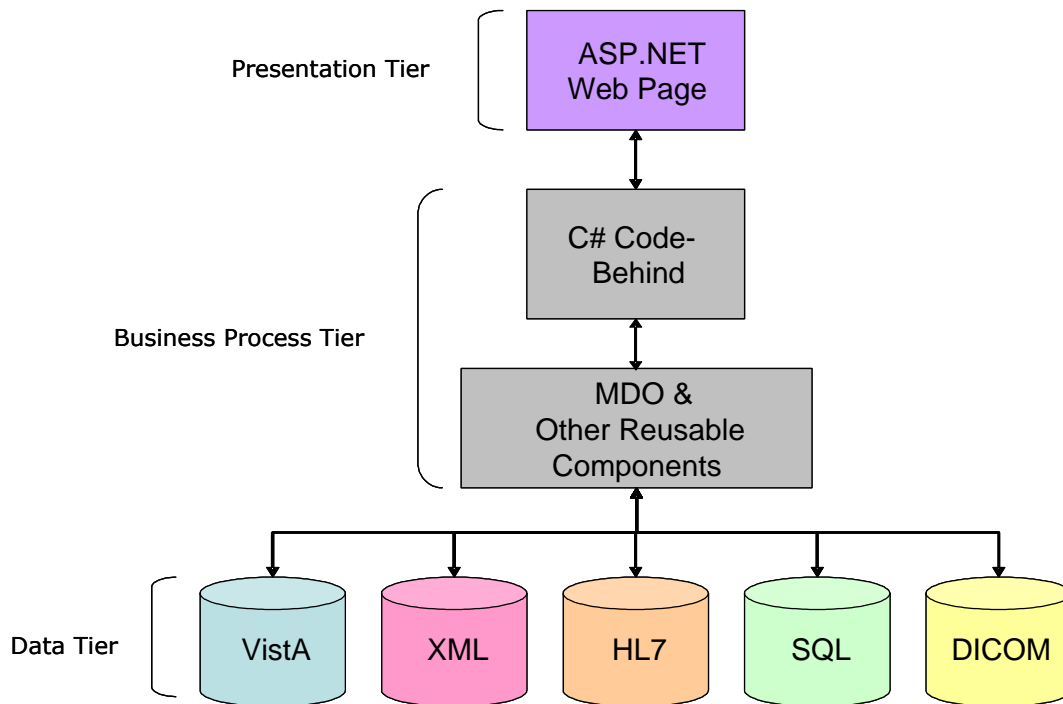 Presentation Tier
ASP.NET
Web Page
C# Code-
Behind
Business Process Tier
MDO &
Other Reusable
Components
Data Tier
VistA
XML
HL7
SQL
DICOM